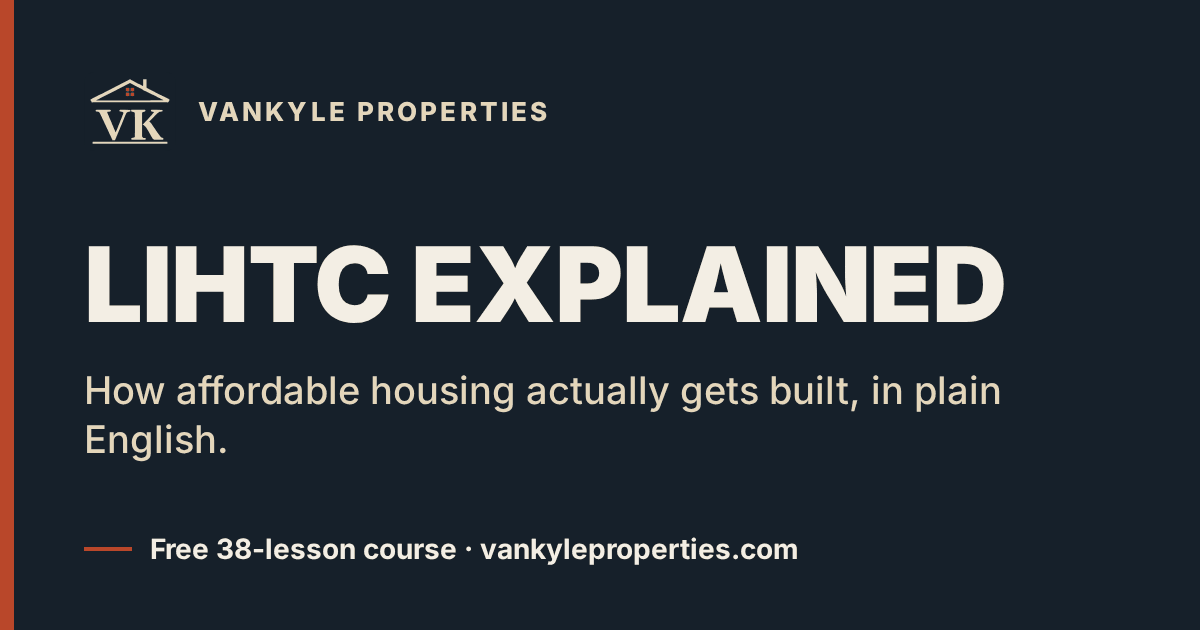 VK
VANKYLE PROPERTIES
LIHTC EXPLAINED
How affordable housing actually gets built, in plain
English.
Free 38-lesson course · vankyleproperties.com